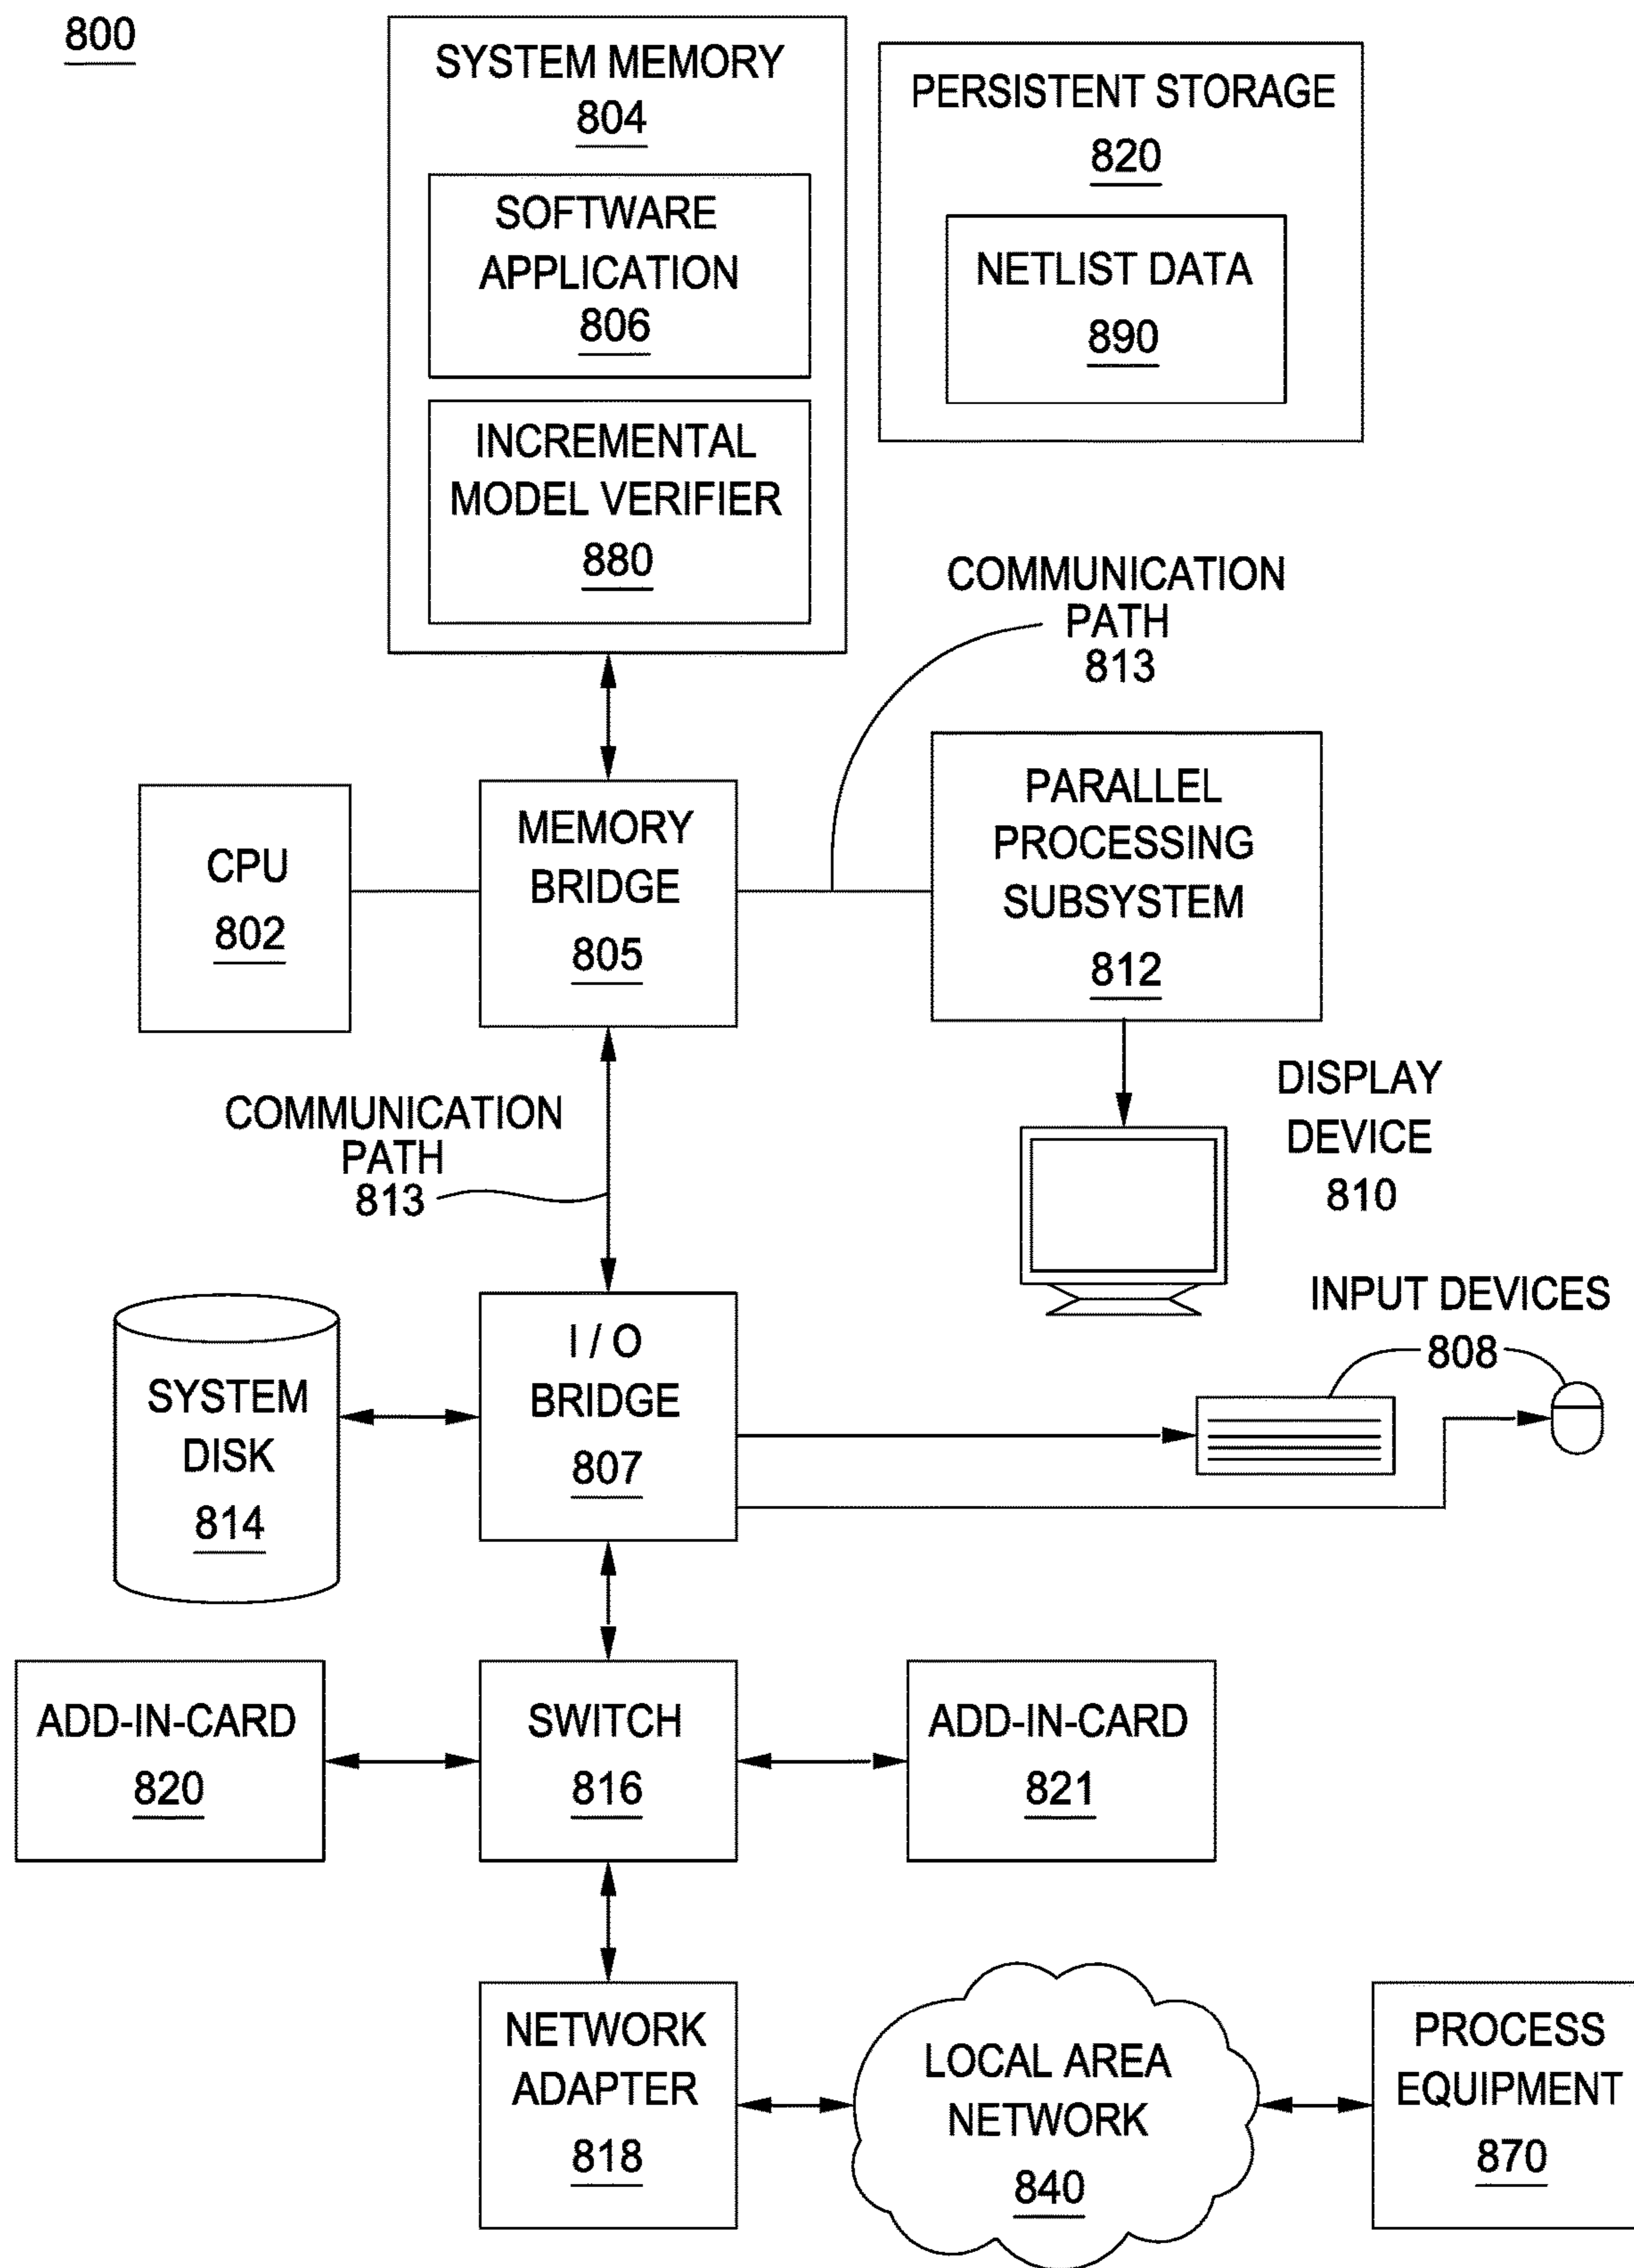 800
SYSTEM MEMORY
804
SOFTWARE
APPLICATION
806
INCREMENTAL
MODEL VERIFIER
880
PERSISTENT STORAGE
820
NETLIST DATA
890
COMMUNICATION
PATH
813
CPU
802
MEMORY
BRIDGE
805
PARALLEL
PROCESSING
SUBSYSTEM
812
COMMUNICATION
PATH
813
DISPLAY
DEVICE
810
SYSTEM
DISK
814
I / O
BRIDGE
807
INPUT DEVICES
808
ADD-IN-CARD
820
SWITCH
816
ADD-IN-CARD
821
NETWORK
ADAPTER
818
LOCAL AREA
NETWORK
840
PROCESS
EQUIPMENT
870